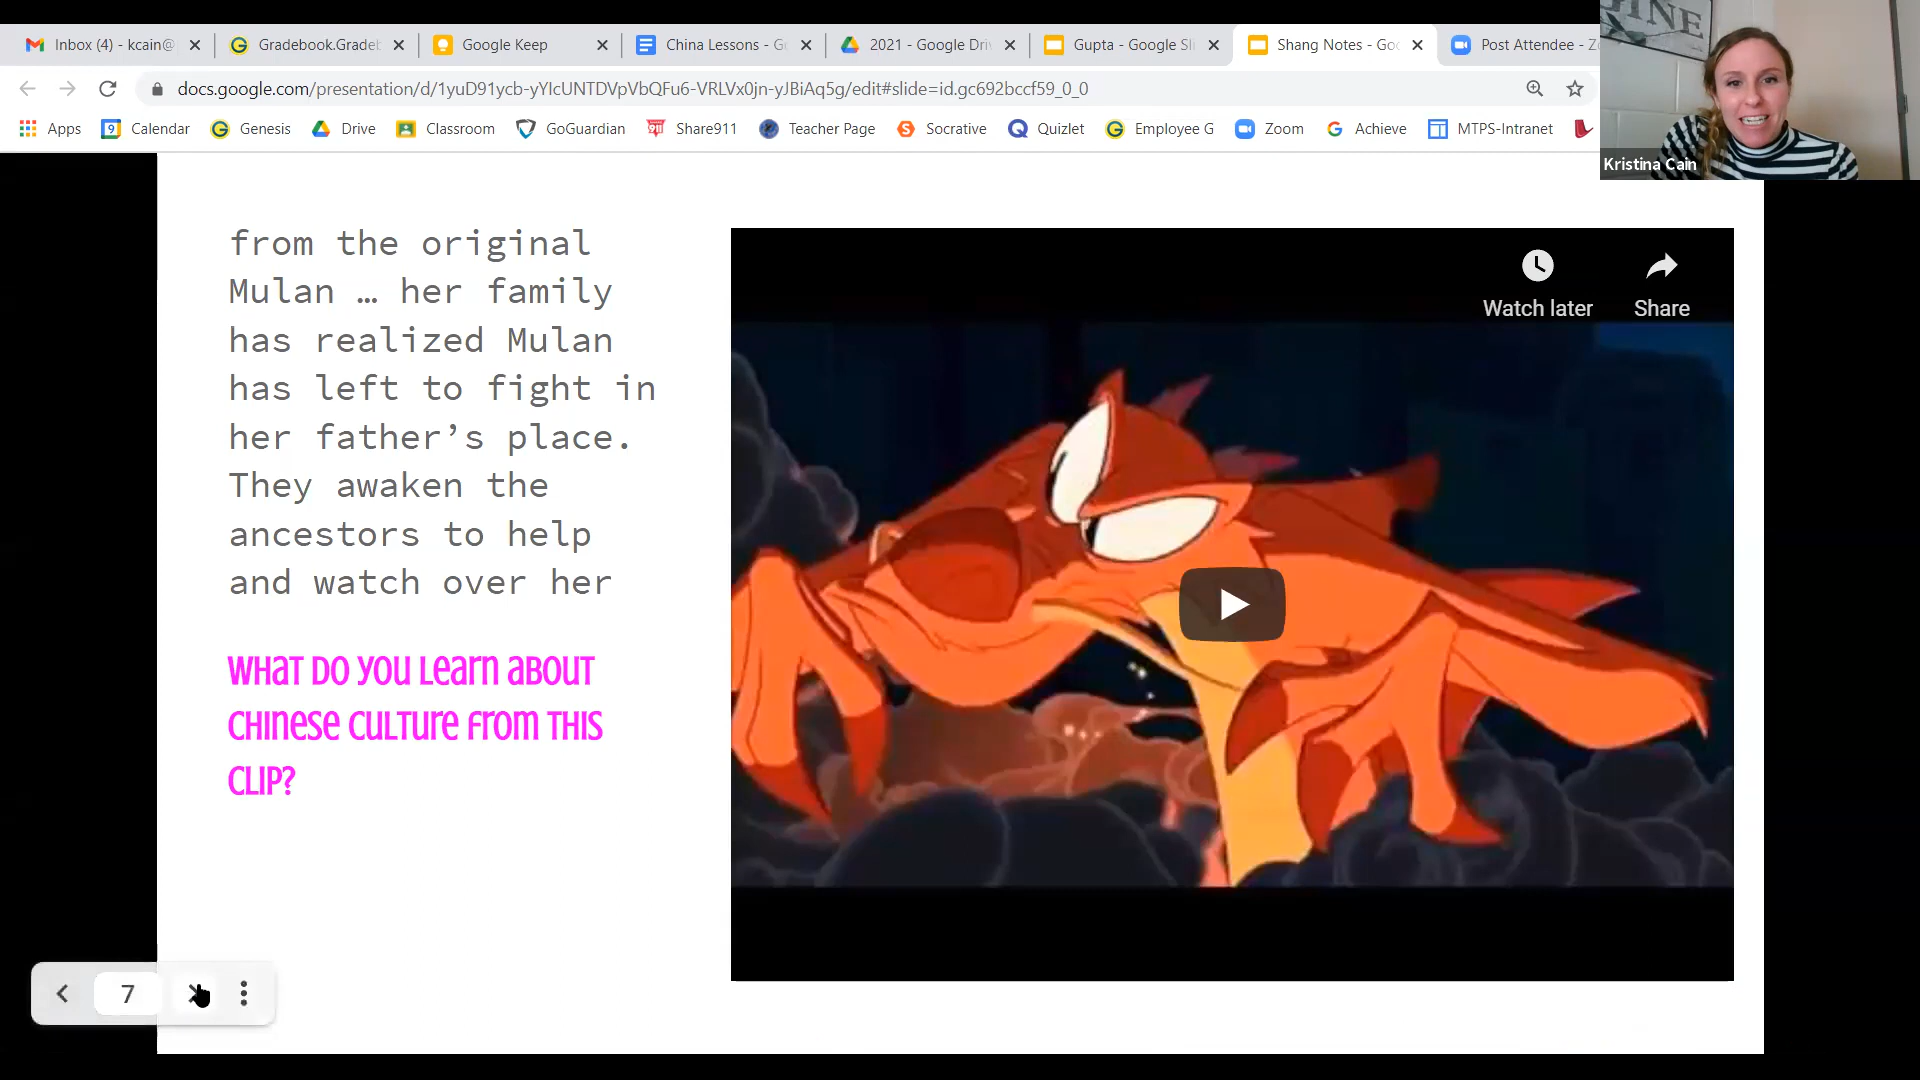 Inbox (4) - kcain@
Gradebook.Gradeb
Google Keep
China Lessons - G
2021 - Google Dri
Gupta - Google Sli
Shang Notes - Goo
Post Attendee - Zo
docs.google.com/presentation/d/1yuD91ycb-yYIcUNTDVpVbQFu6-VRLVx0jn-yJBiAq5g/edit#slide=id.gc692bccf59_0_0
Apps
Calendar
Genesis
Drive
Classroom
GoGuardian
Share911
Teacher Page
Socrative
Quizlet
Employee G
Zoom
Achieve
MTPS-Intranet
Kristina Cain
from the original
Mulan … her family
has realized Mulan
has left to fight in
her father’s place.
They awaken the
ancestors to help
and watch over her
What do you learn about
Chinese culture from this
clip?
Watch later
Share
7